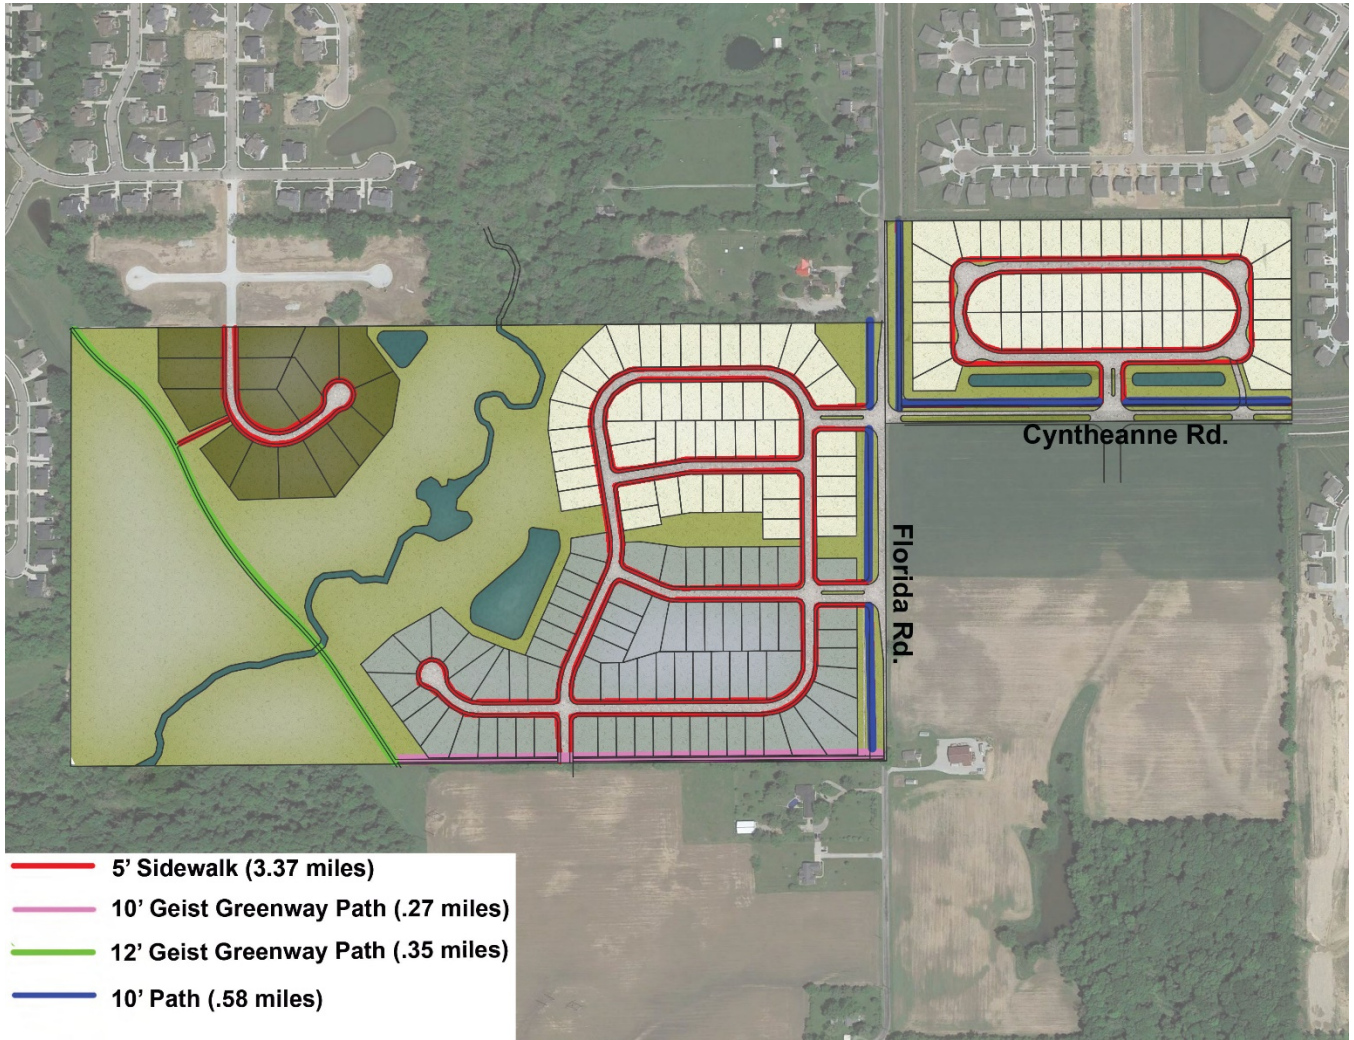 Cyntheanne Rd.
Florida Rd.
5' Sidewalk (3.37 miles)
10' Geist Greenway Path (.27 miles)
12' Geist Greenway Path (.35 miles)
10' Path (.58 miles)